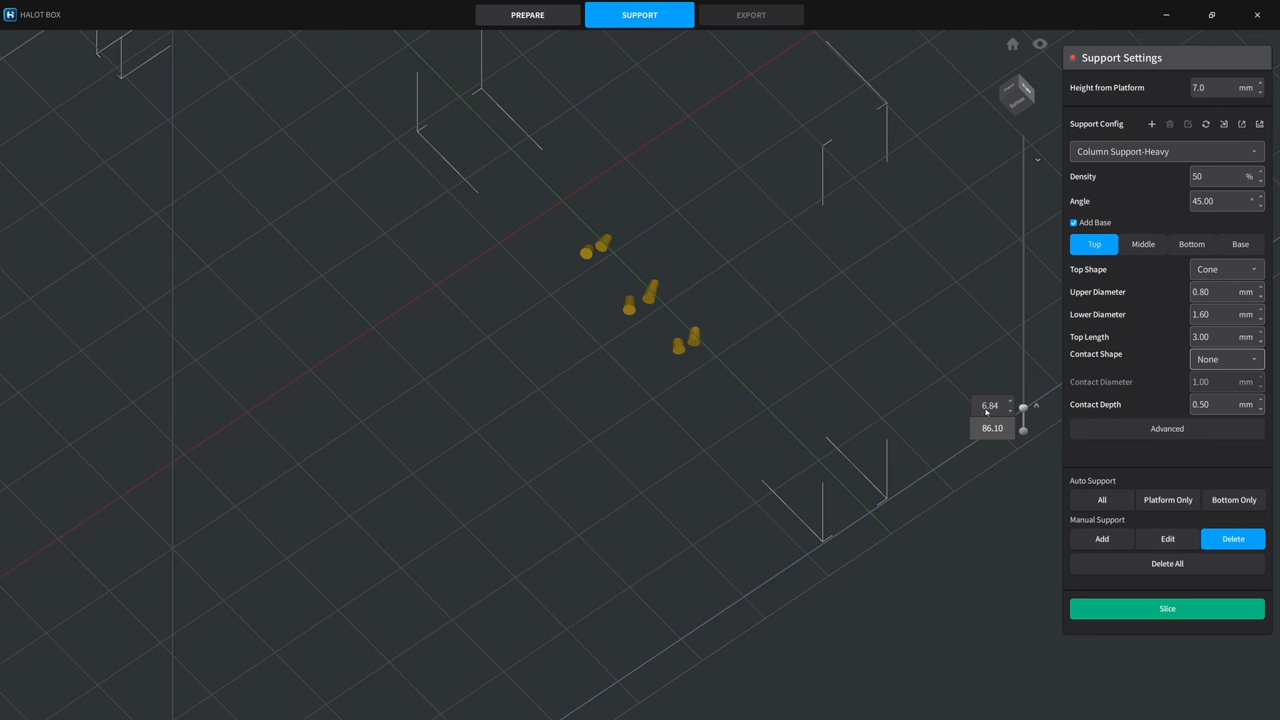 HALOT BOX
PREPARE
SUPPORT
EXPORT
Support Settings
Height from Platform 7.0 mm
Support Config
Column Support-Heavy
Density 50 %
Angle 45.00 °
Add Base
Top Middle Bottom Base
Top Shape Cone
Upper Diameter 0.80 mm
Lower Diameter 1.60 mm
Top Length 3.00 mm
Contact Shape None
Contact Diameter 1.00 mm
Contact Depth 0.50 mm
6.84
86.10
Advanced
Auto Support
All Platform Only Bottom Only
Manual Support
Add Edit Delete
Delete All
Slice